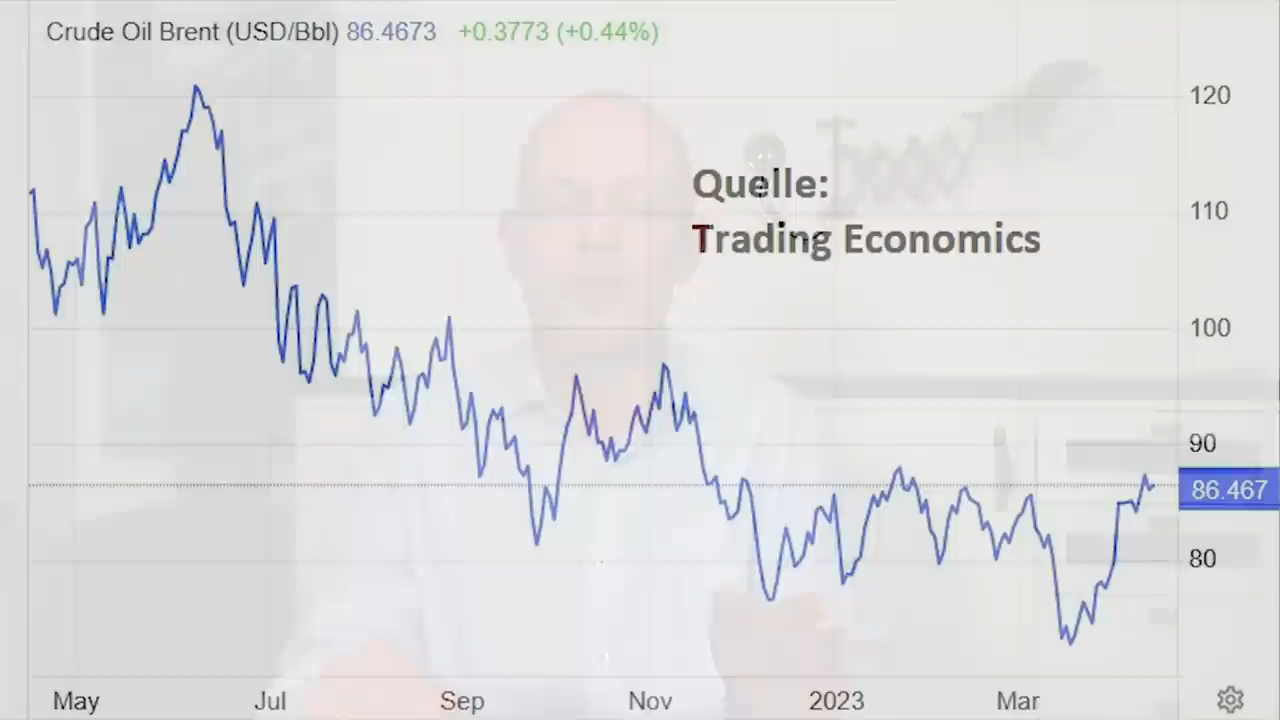 Crude Oil Brent (USD/Bbl) 86.4673 +0.3773 (+0.44%)
120
Quelle:
110
Trading Economics
100
90
86.467
80
May Jul Sep Nov 2023 Mar